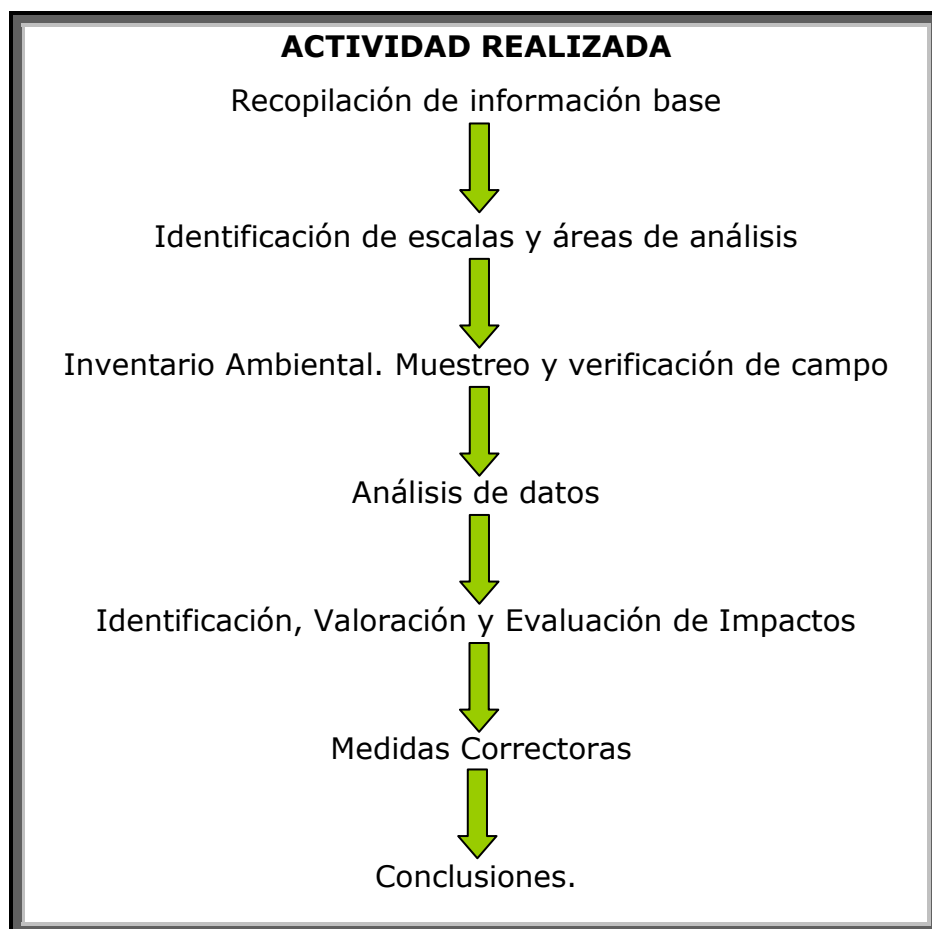 ACTIVIDAD REALIZADA
Recopilación de información base
Identificación de escalas y áreas de análisis
Inventario Ambiental. Muestreo y verificación de campo
Análisis de datos
Identificación, Valoración y Evaluación de Impactos
Medidas Correctoras
Conclusiones.